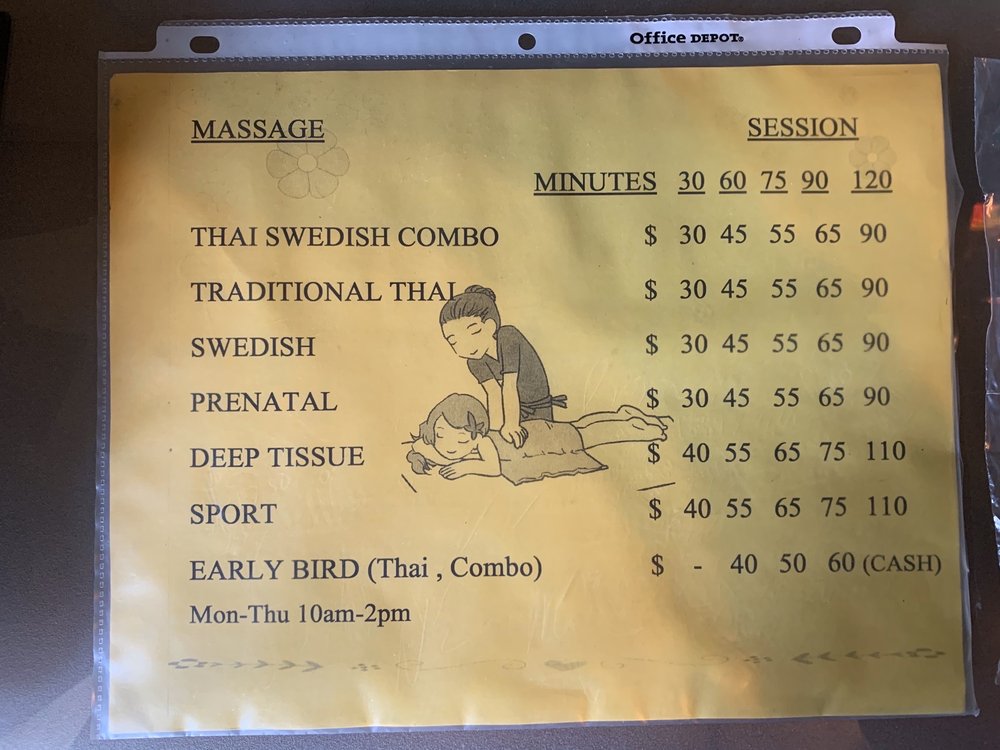 Office DEPOT®
MASSAGE SESSION
MINUTES 30 60 75 90 120
THAI SWEDISH COMBO $ 30 45 55 65 90
TRADITIONAL THAI $ 30 45 55 65 90
SWEDISH $ 30 45 55 65 90
PRENATAL $ 30 45 55 65 90
DEEP TISSUE $ 40 55 65 75 110
SPORT $ 40 55 65 75 110
EARLY BIRD (Thai , Combo) $ - 40 50 60 (CASH)
Mon-Thu 10am-2pm